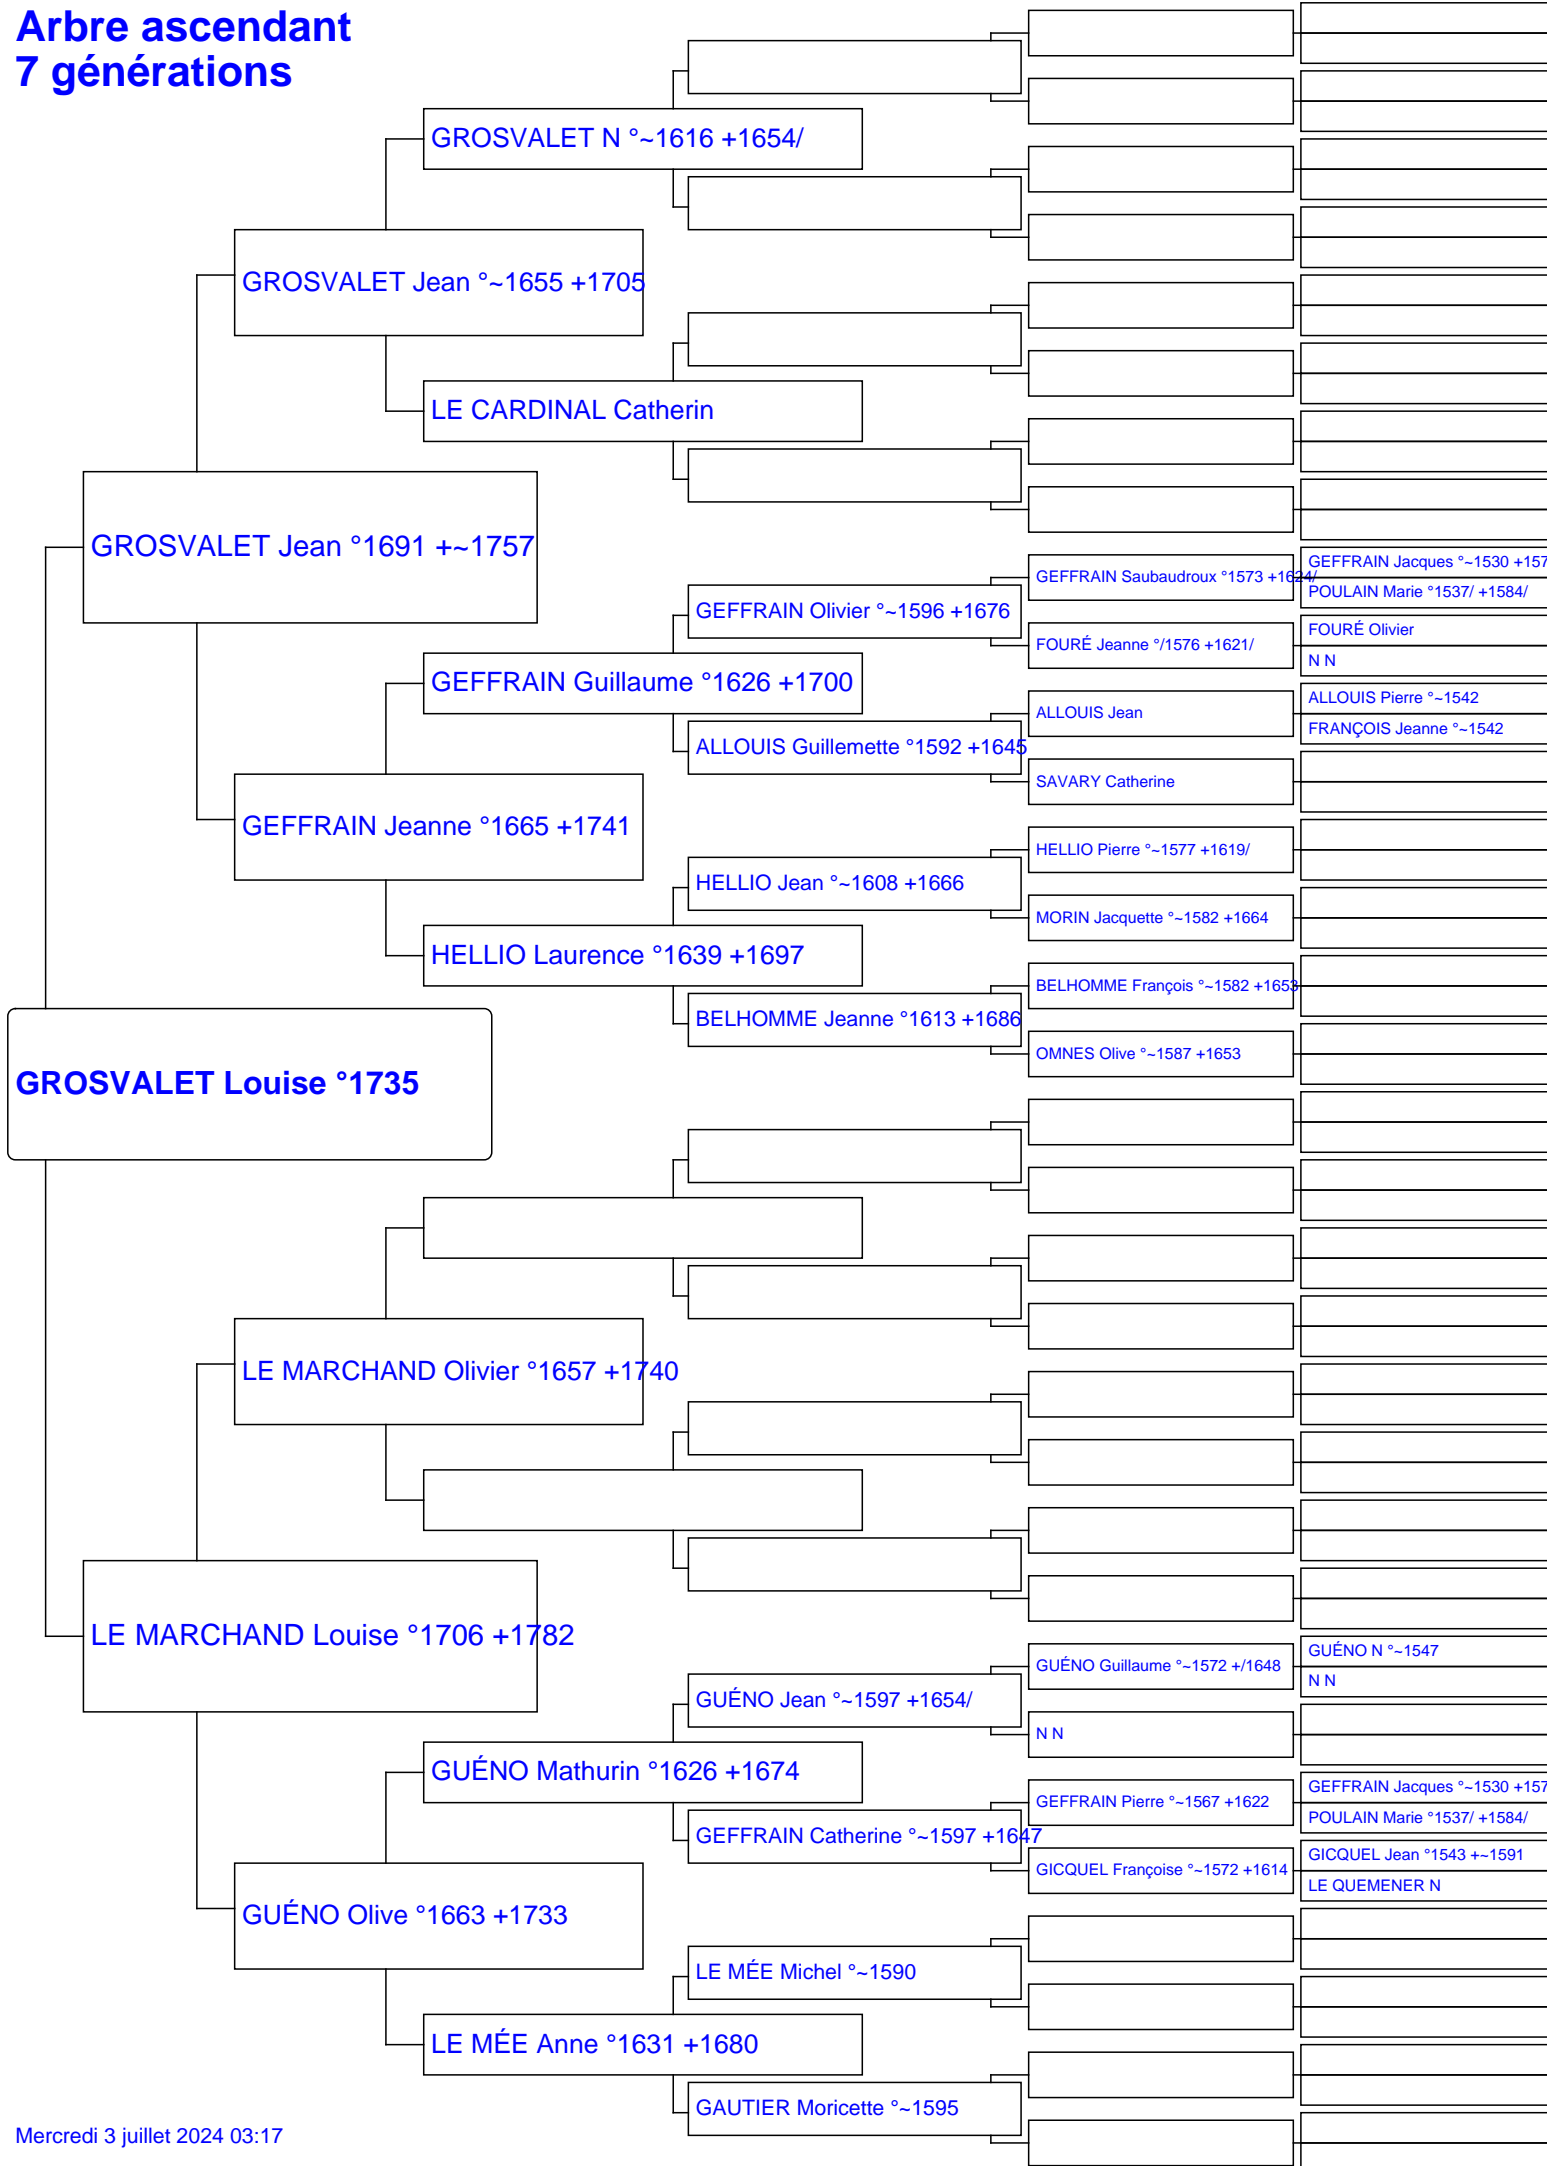 Arbre ascendant
7 générations
GROSVALET N °~1616 +1654/
GROSVALET Jean °~1655 +1705
LE CARDINAL Catherin
GROSVALET Jean °1691 +~1757
GEFFRAIN Jacques °~1530 +157
GEFFRAIN Saubaudroux °1573 +1624/
POULAIN Marie °1537/ +1584/
GEFFRAIN Olivier °~1596 +1676
FOURÉ Olivier
FOURÉ Jeanne °/1576 +1621/
N N
GEFFRAIN Guillaume °1626 +1700
ALLOUIS Pierre °~1542
ALLOUIS Jean
FRANÇOIS Jeanne °~1542
ALLOUIS Guillemette °1592 +1645
SAVARY Catherine
GEFFRAIN Jeanne °1665 +1741
HELLIO Pierre °~1577 +1619/
HELLIO Jean °~1608 +1666
MORIN Jacquette °~1582 +1664
HELLIO Laurence °1639 +1697
BELHOMME François °~1582 +1653
BELHOMME Jeanne °1613 +1686
OMNES Olive °~1587 +1653
GROSVALET Louise °1735
LE MARCHAND Olivier °1657 +1740
LE MARCHAND Louise °1706 +1782
GUÉNO N °~1547
GUÉNO Guillaume °~1572 +/1648
N N
GUÉNO Jean °~1597 +1654/
N N
GUÉNO Mathurin °1626 +1674
GEFFRAIN Jacques °~1530 +157
GEFFRAIN Pierre °~1567 +1622
POULAIN Marie °1537/ +1584/
GEFFRAIN Catherine °~1597 +1647
GICQUEL Jean °1543 +~1591
GICQUEL Françoise °~1572 +1614
LE QUEMENER N
GUÉNO Olive °1663 +1733
LE MÉE Michel °~1590
LE MÉE Anne °1631 +1680
GAUTIER Moricette °~1595
Mercredi 3 juillet 2024 03:17